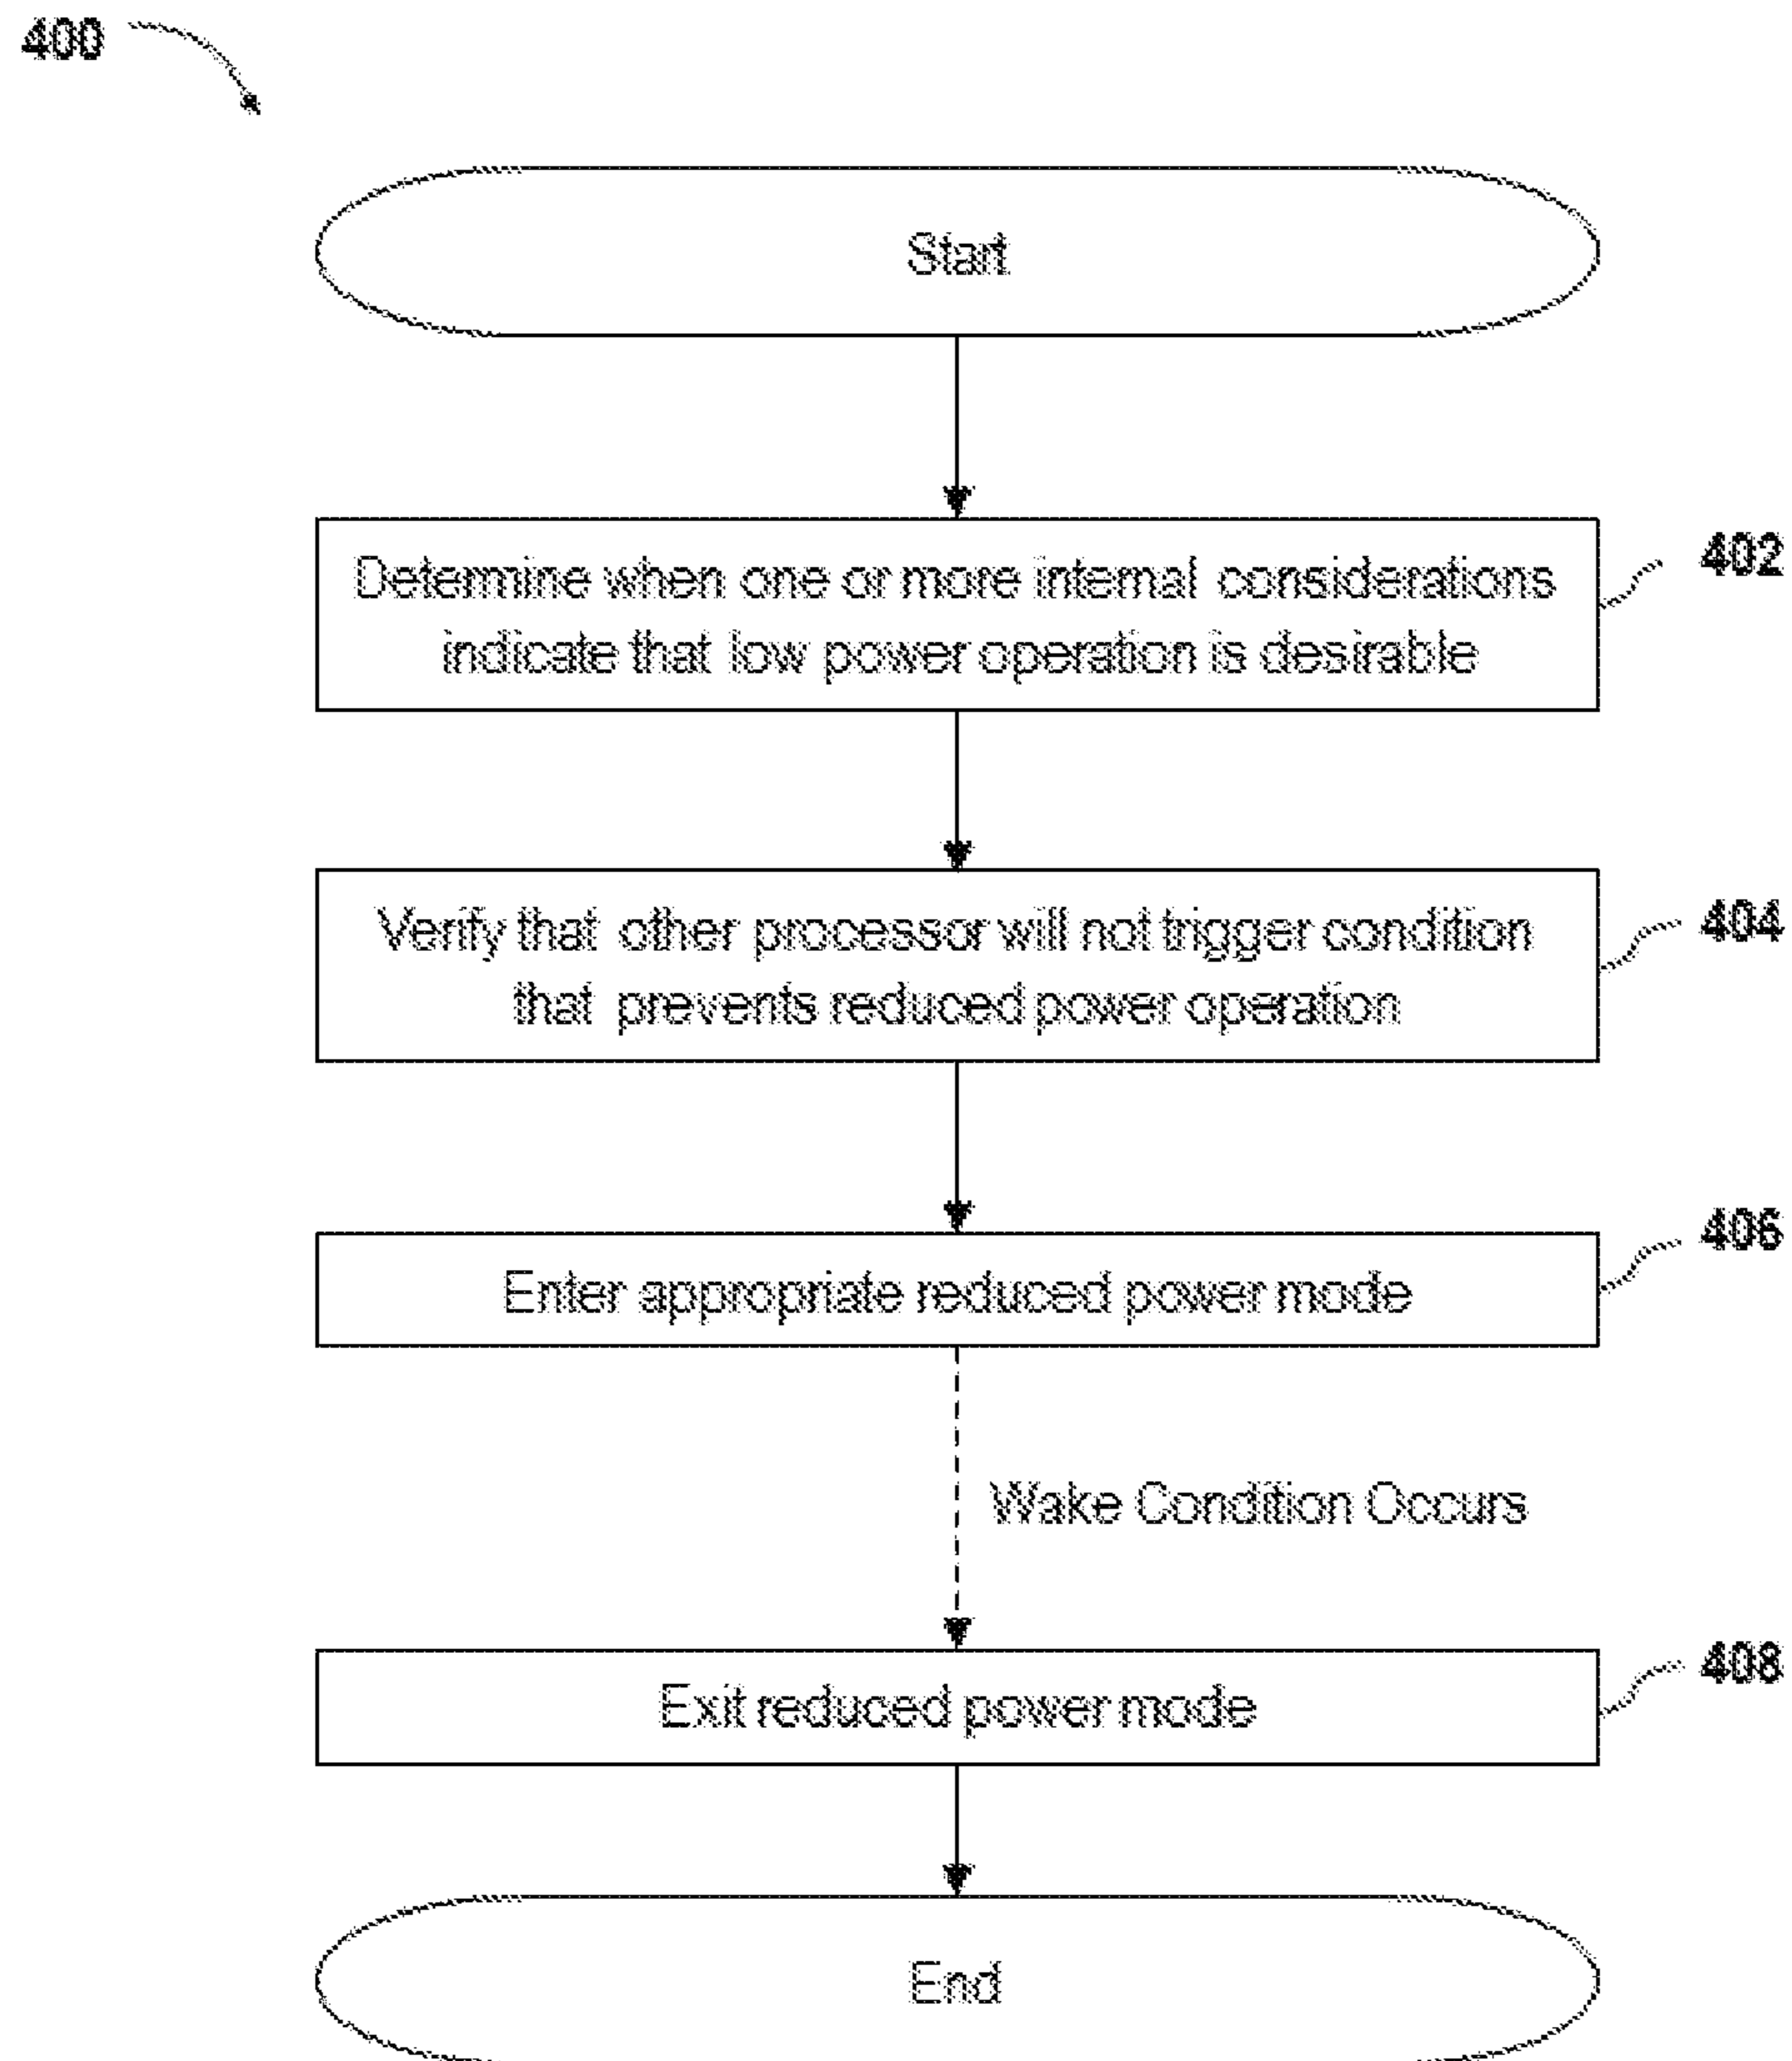 400
Start
Determine when one or more internal considerations
indicate that low power operation is desirable
402
Verify that other processor will not trigger condition
that prevents reduced power operation
404
Enter appropriate reduced power mode
406
Wake Condition Occurs
Exit reduced power mode
408
End